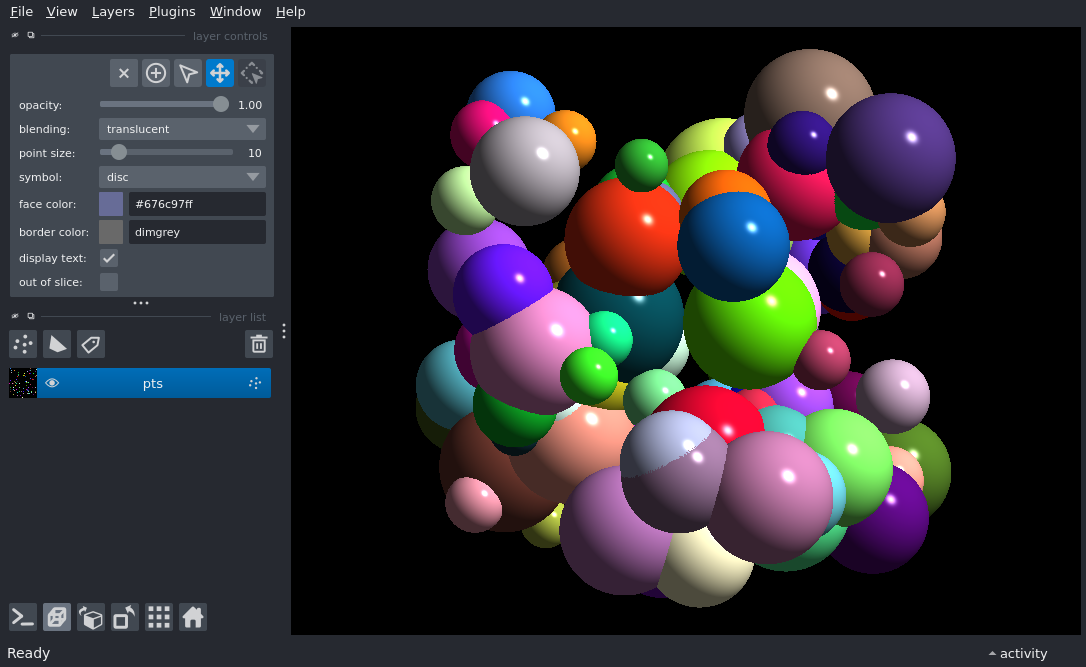 File View Layers Plugins Window Help
layer controls
opacity: 1.00
blending: translucent
point size: 10
symbol: disc
face color: #676c97ff
border color: dimgrey
display text:
out of slice:
layer list
pts
Ready activity